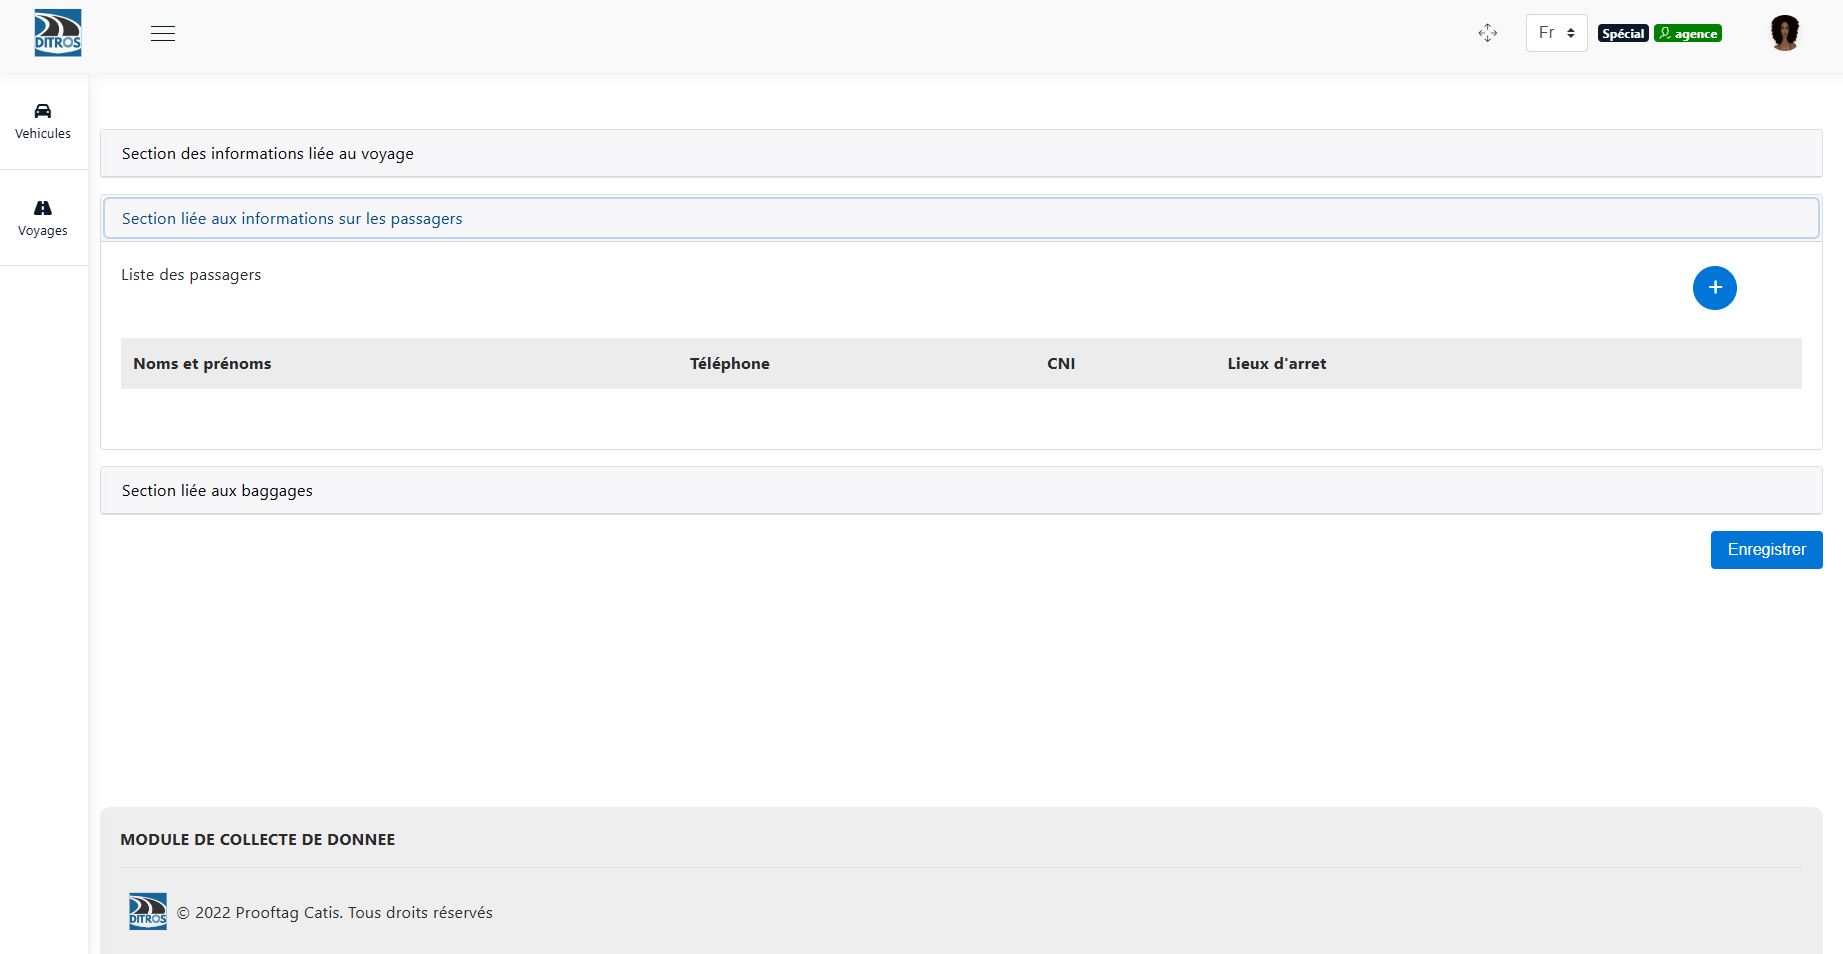 DITROS
Fr
Spécial
agence
Vehicules
Voyages
Section des informations liée au voyage
Section liée aux informations sur les passagers
Liste des passagers
+
Noms et prénoms Téléphone CNI Lieux d'arret
Section liée aux baggages
Enregistrer
MODULE DE COLLECTE DE DONNEE
DITROS
© 2022 Prooftag Catis. Tous droits réservés